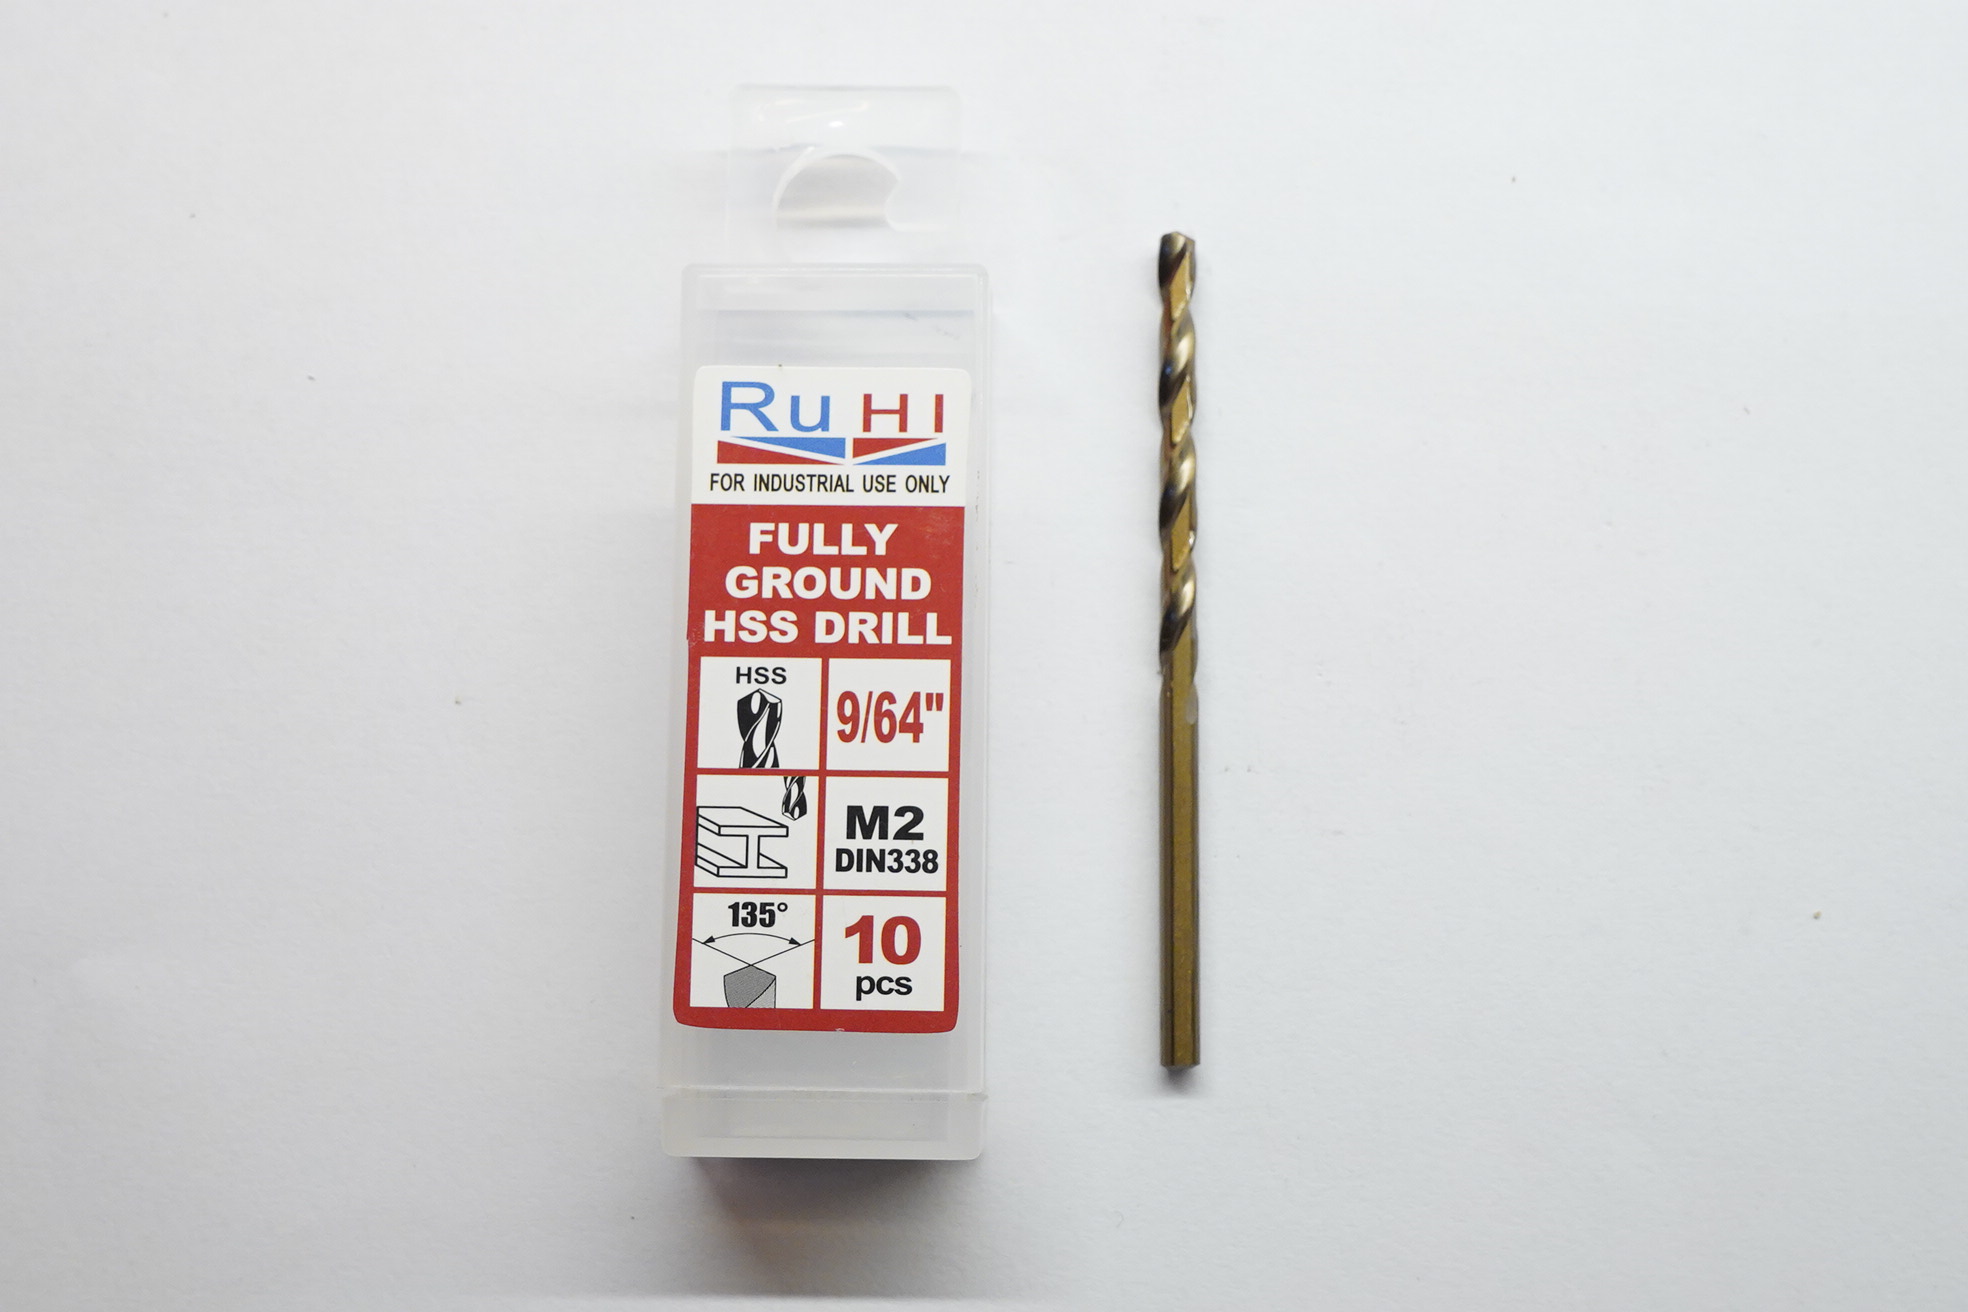 Ru HI
FOR INDUSTRIAL USE ONLY
FULLY
GROUND
HSS DRILL
HSS
9/64"
M2
DIN338
135°
10
pcs